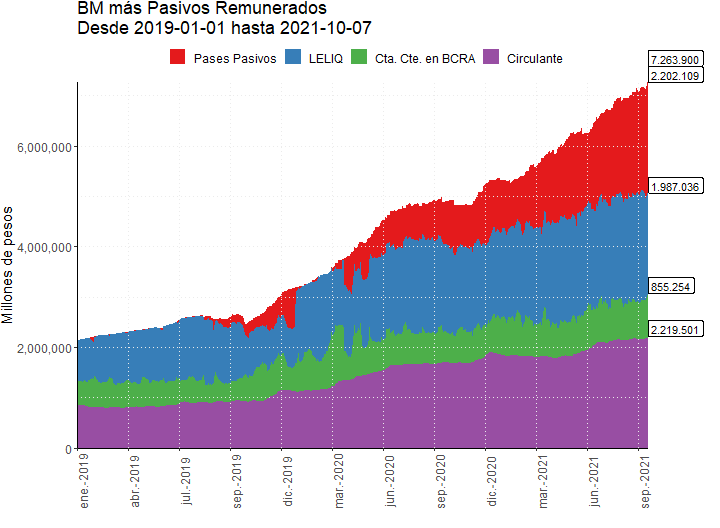 BM más Pasivos Remunerados
Desde 2019-01-01 hasta 2021-10-07
Pases Pasivos
LELIQ
Cta. Cte. en BCRA
Circulante
7.263.900
2.202.109
1.987.036
855.254
2.219.501
Millones de pesos
6,000,000
4,000,000
2,000,000
0
ene.-2019
abr.-2019
jul.-2019
sep.-2019
dic.-2019
mar.-2020
jun.-2020
sep.-2020
dic.-2020
mar.-2021
jun.-2021
sep.-2021